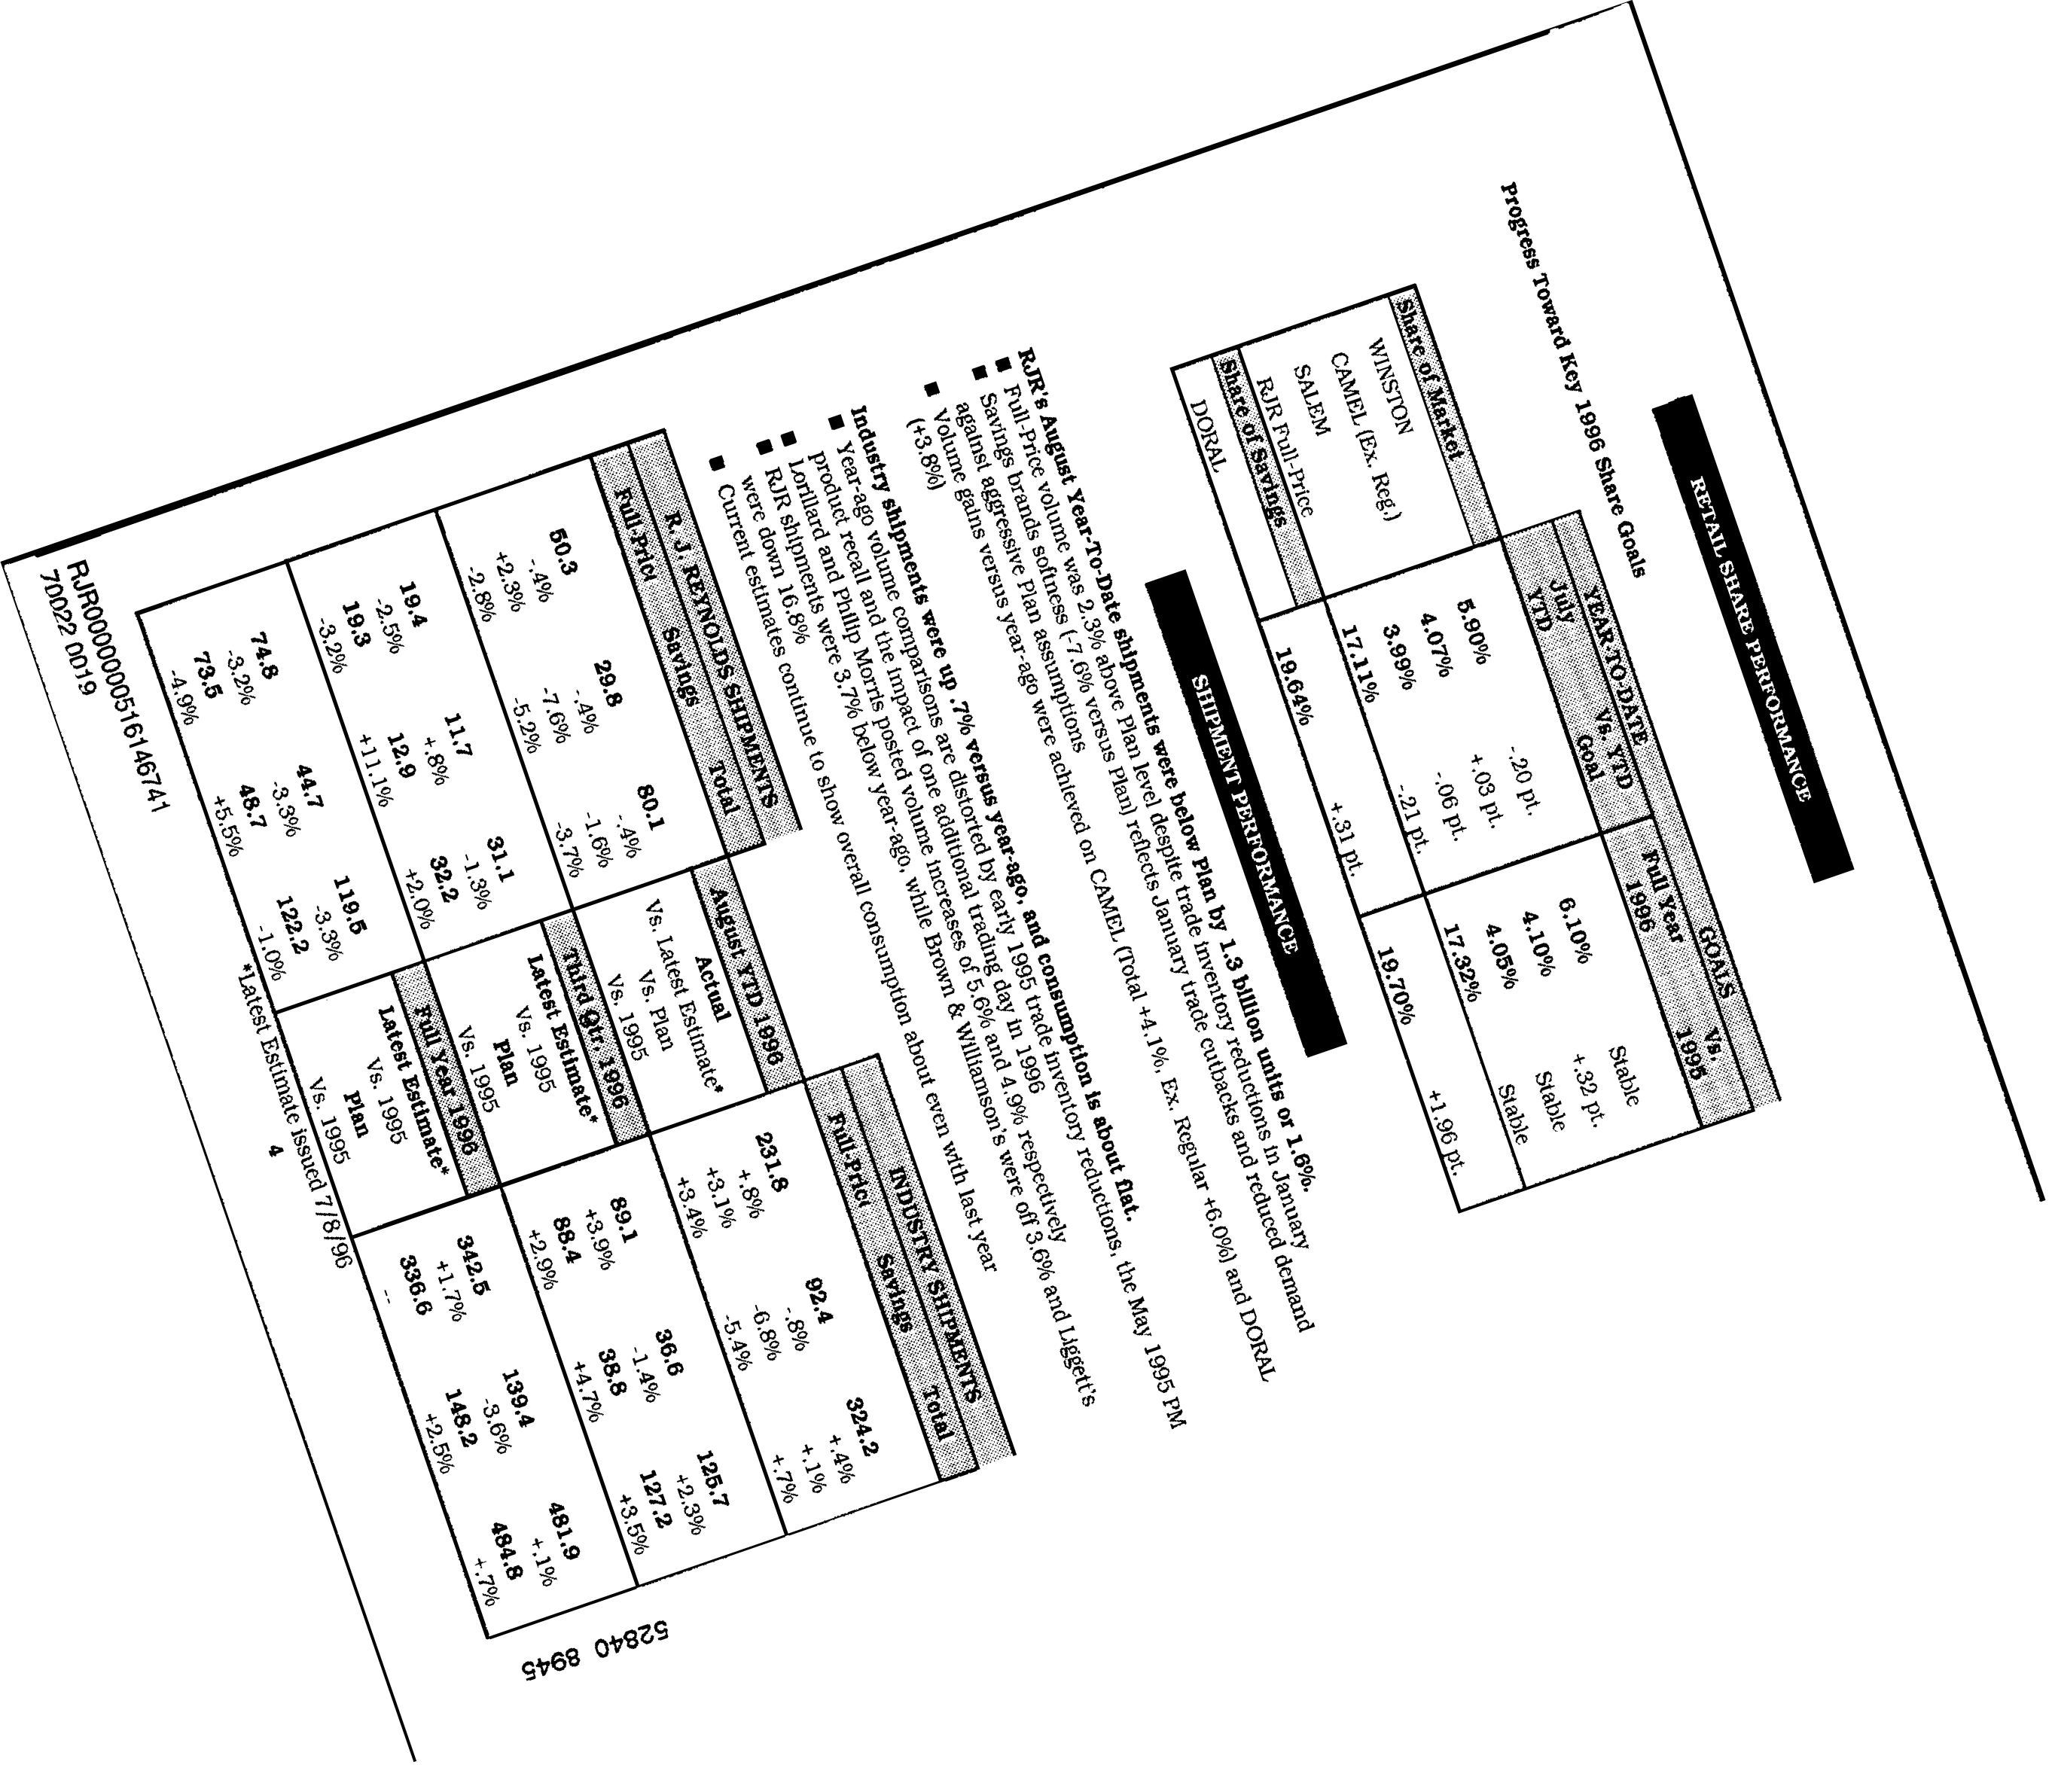 RETAIL SHARE PERFORMANCE
Progress Toward Key 1996 Share Goals
YEAR-TO-DATE GOALS
July Vs. YTD Full Year Vs.
Share of Market YTD Goal 1996 1995
WINSTON 5.90% -.20 pt. 6.10% Stable
CAMEL (Ex. Reg.) 4.07% +.03 pt. 4.10% +.32 pt.
SALEM 3.99% -.06 pt. 4.05% Stable
RJR Full-Price 17.11% -.21 pt. 17.32% Stable
Share of Savings
DORAL 19.64% +.31 pt. 19.70% +1.96 pt.
SHIPMENT PERFORMANCE
RJR's August Year-To-Date shipments were below Plan by 1.3 billion units or 1.6%.
■ Full-Price volume was 2.3% above Plan level despite trade inventory reductions in January
■ Savings brands softness (-7.6% versus Plan) reflects January trade cutbacks and reduced demand
against aggressive Plan assumptions
■ Volume gains versus year-ago were achieved on CAMEL (Total +4.1%, Ex. Regular +6.0%) and DORAL
(+3.8%)
Industry shipments were up .7% versus year-ago, and consumption is about flat.
■ Year-ago volume comparisons are distorted by early 1995 trade inventory reductions, the May 1995 PM
product recall and the impact of one additional trading day in 1996
■ Lorillard and Philip Morris posted volume increases of 5.6% and 4.9% respectively
■ RJR shipments were 3.7% below year-ago, while Brown & Williamson's were off 3.6% and Liggett's
were down 16.8%
■ Current estimates continue to show overall consumption about even with last year
R. J. REYNOLDS SHIPMENTS INDUSTRY SHIPMENTS
Full-Price Savings Total Full-Price Savings Total
August YTD 1996
50.3 29.8 80.1 Actual 231.8 92.4 324.2
-.4% -.4% -.4% Vs. Latest Estimate* +.8% -.8% +.4%
+2.3% -7.6% -1.6% Vs. Plan +3.1% -6.8% +.1%
-2.8% -5.2% -3.7% Vs. 1995 +3.4% -5.4% +.7%
Third Qtr. 1996
19.4 11.7 31.1 Latest Estimate* 89.1 36.6 125.7
-2.5% +.8% -1.3% Vs. 1995 +3.9% -1.4% +2.3%
19.3 12.9 32.2 Plan 88.4 38.8 127.2
-3.2% +11.1% +2.0% Vs. 1995 +2.9% +4.7% +3.5%
Full Year 1996
74.8 44.7 119.5 Latest Estimate* 342.5 139.4 481.9
-3.2% -3.3% -3.3% Vs. 1995 +1.7% -3.6% +.1%
73.5 48.7 122.2 Plan 336.6 148.2 484.8
-4.9% +5.5% -1.0% Vs. 1995 -- +2.5% +.7%
*Latest Estimate issued 7/8/96
4
RJR0000000516146741
70022 0019
52840 8945